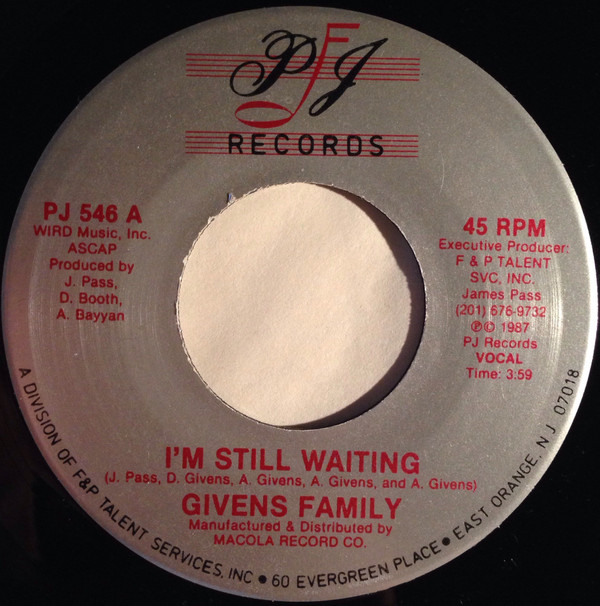 PJ
RECORDS
PJ 546 A
WIRD Music, Inc.
ASCAP
Produced by
J. Pass,
D. Booth,
A. Bayyan
45 RPM
Executive Producer:
F & P TALENT
SVC, INC.
James Pass
(201) 676-9732
℗© 1987
PJ Records
VOCAL
Time: 3:59
I'M STILL WAITING
(J. Pass, D. Givens, A. Givens, A. Givens, and A. Givens)
GIVENS FAMILY
Manufactured & Distributed by
MACOLA RECORD CO.
A DIVISION OF F&P TALENT SERVICES, INC • 60 EVERGREEN PLACE • EAST ORANGE, N J 07018